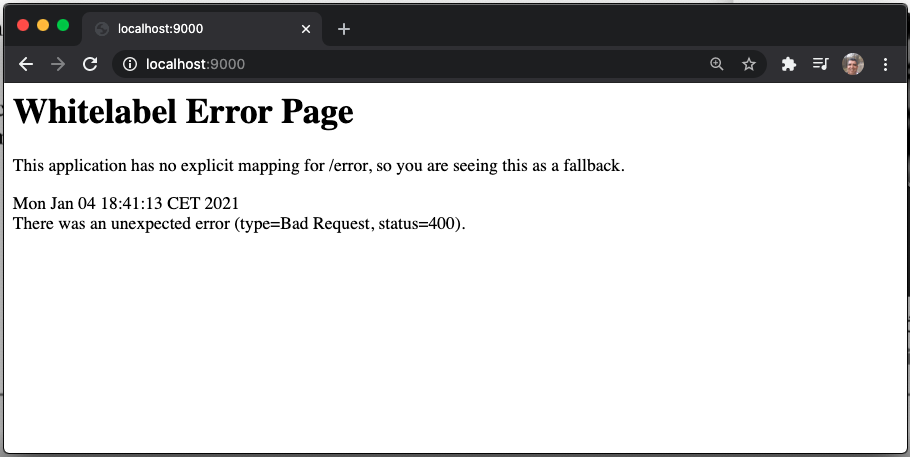 localhost:9000
localhost:9000
Whitelabel Error Page
This application has no explicit mapping for /error, so you are seeing this as a fallback.
Mon Jan 04 18:41:13 CET 2021
There was an unexpected error (type=Bad Request, status=400).